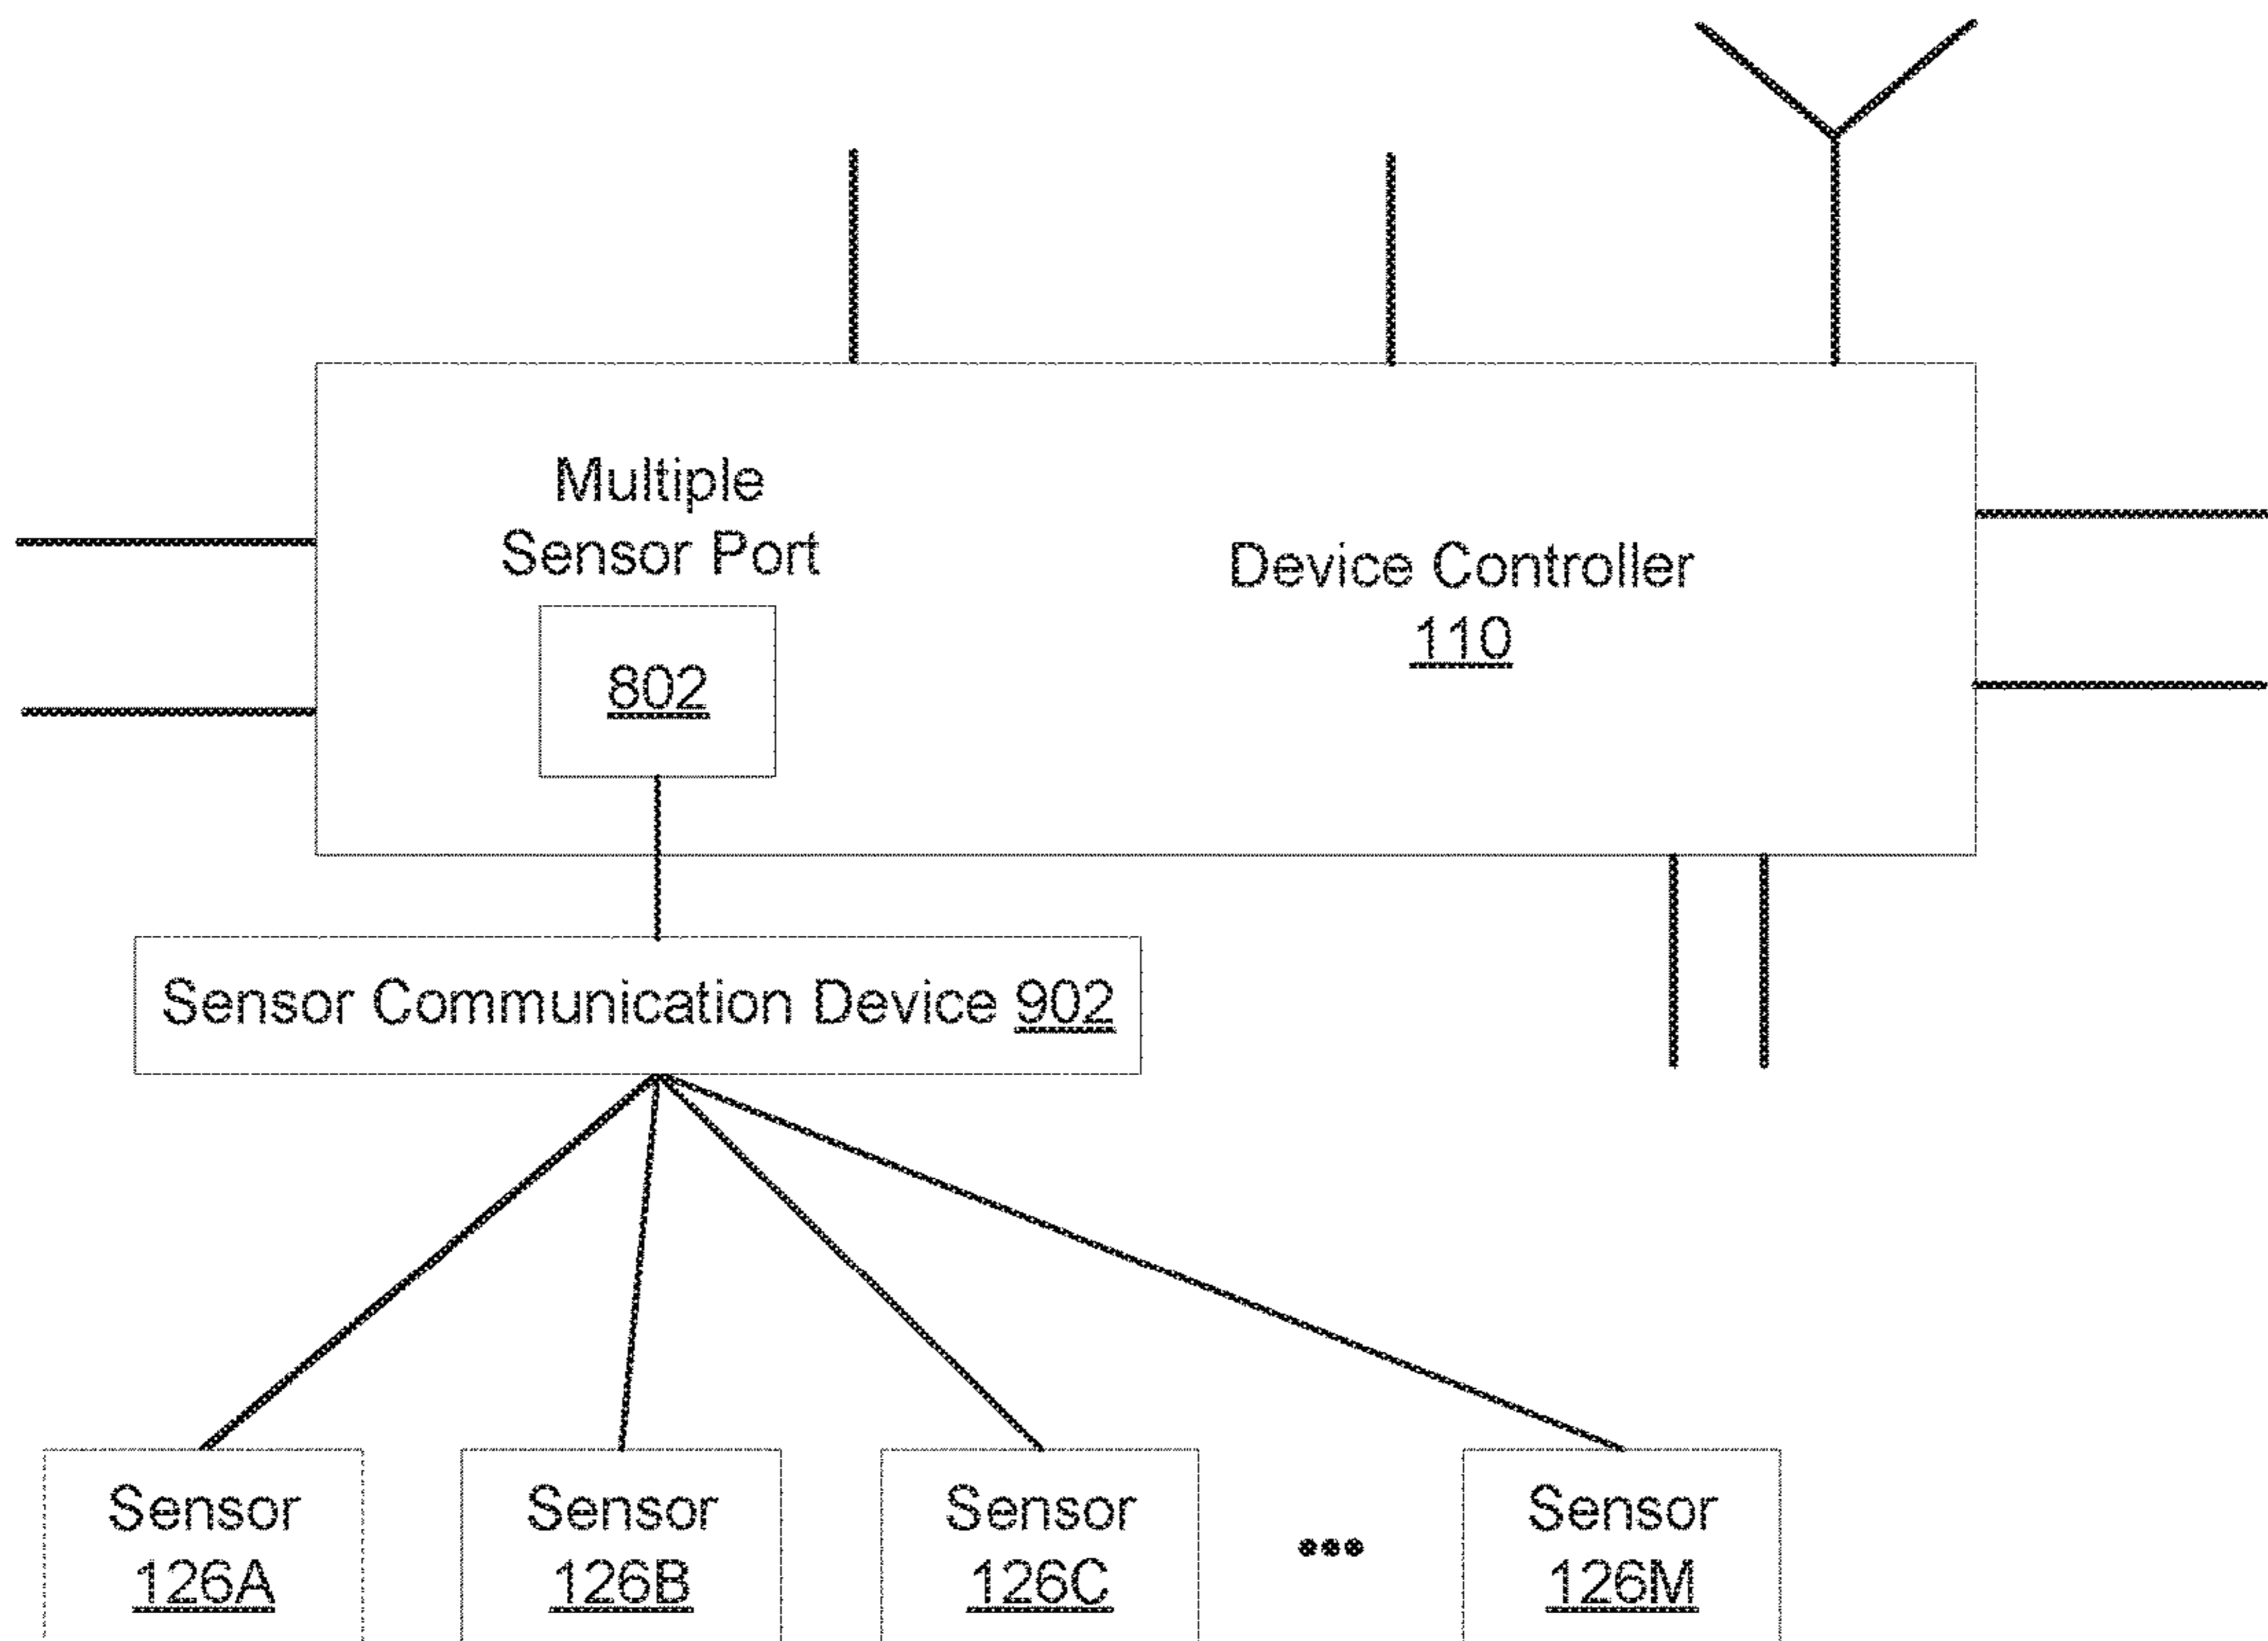 Multiple
Sensor Port
802
Device Controller
110
Sensor Communication Device 902
Sensor
126A
Sensor
126B
Sensor
126C
•••
Sensor
126M